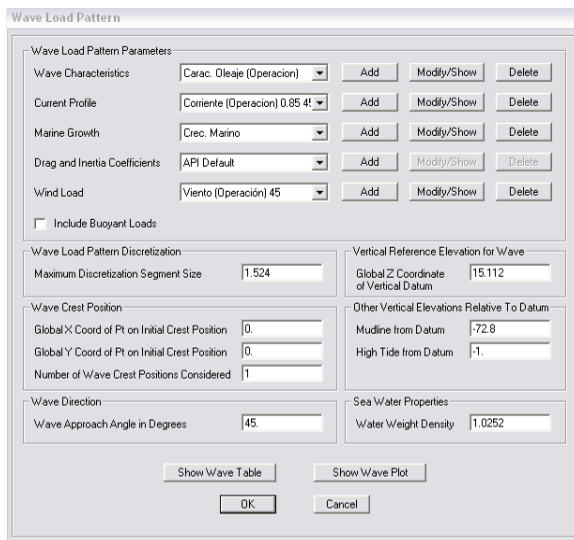 Wave Load Pattern
Wave Load Pattern Parameters
Wave Characteristics Carac. Oleaje (Operacion) Add Modify/Show Delete
Current Profile Corriente (Operacion) 0.85 45 Add Modify/Show Delete
Marine Growth Crec. Marino Add Modify/Show Delete
Drag and Inertia Coefficients API Default Add Modify/Show Delete
Wind Load Viento (Operación) 45 Add Modify/Show Delete
Include Buoyant Loads
Wave Load Pattern Discretization
Maximum Discretization Segment Size 1.524
Vertical Reference Elevation for Wave
Global Z Coordinate of Vertical Datum 15.112
Wave Crest Position
Global X Coord of Pt on Initial Crest Position 0.
Global Y Coord of Pt on Initial Crest Position 0.
Number of Wave Crest Positions Considered 1
Other Vertical Elevations Relative To Datum
Mudline from Datum -72.8
High Tide from Datum -1.
Wave Direction
Wave Approach Angle in Degrees 45.
Sea Water Properties
Water Weight Density 1.0252
Show Wave Table Show Wave Plot
OK Cancel